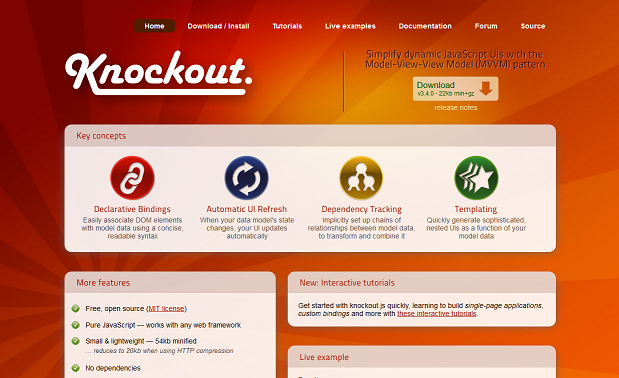 Home Download / Install Tutorials Live examples Documentation Forum Source
Knockout.
Simplify dynamic JavaScript UIs with the
Model-View-View Model (MVVM) pattern
Download
v3.4.0 - 22kb min+gz
release notes
Key concepts
Declarative Bindings
Easily associate DOM elements
with model data using a concise,
readable syntax
Automatic UI Refresh
When your data model's state
changes, your UI updates
automatically
Dependency Tracking
Implicity set up chains of
relationships between model data,
to transform and combine it
Templating
Quickly generate sophisticated,
nested UIs as a function of your
model data
More features
Free, open source (MIT license)
Pure JavaScript — works with any web framework
Small & lightweight — 54kb minified
... reduces to 20kb when using HTTP compression
No dependencies
New: Interactive tutorials
Get started with knockout.js quickly, learning to build single-page applications,
custom bindings and more with these interactive tutorials.
Live example